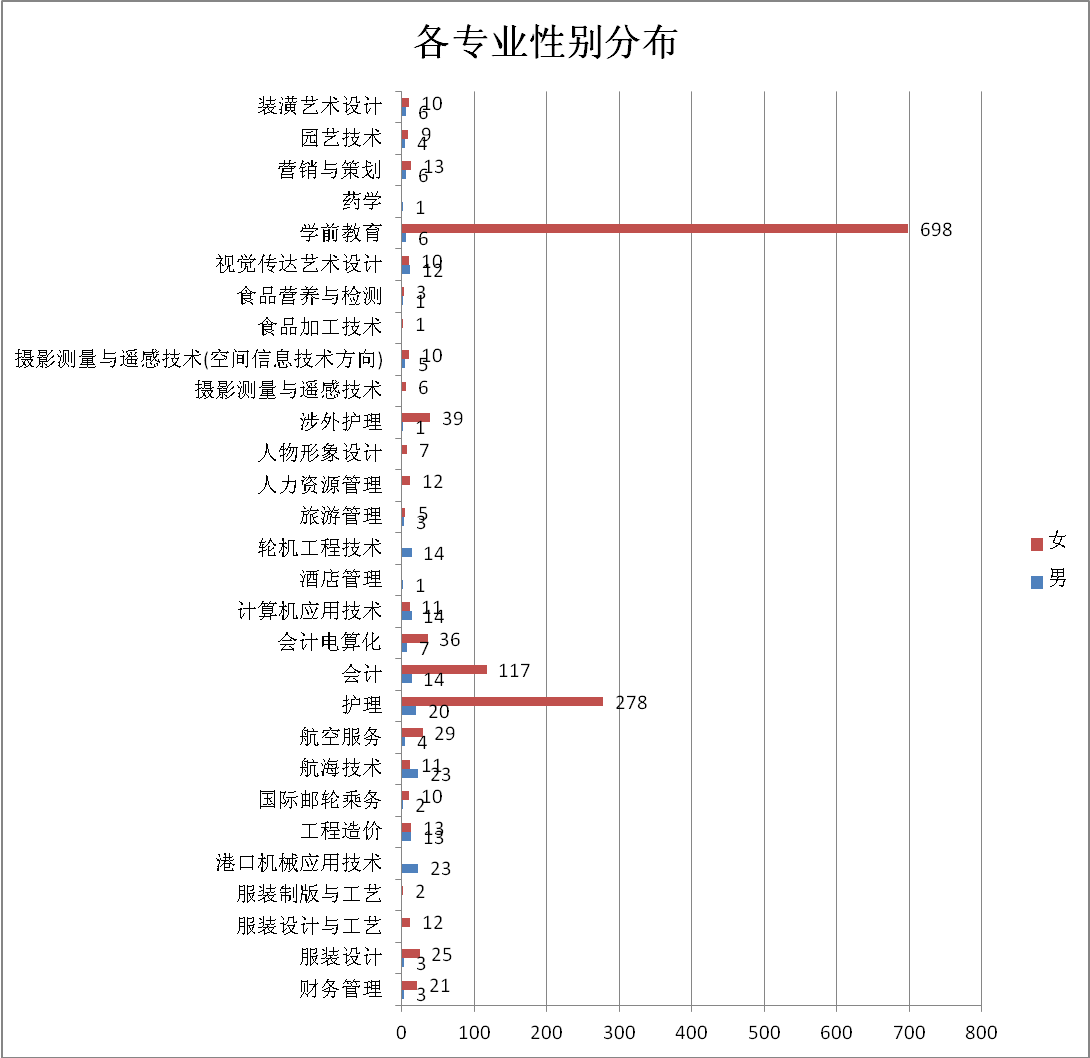 各专业性别分布
装潢艺术设计 10 6
园艺技术 9 4
营销与策划 13 6
药学 1
学前教育 698 6
视觉传达艺术设计 10 12
食品营养与检测 3 1
食品加工技术 1
摄影测量与遥感技术(空间信息技术方向) 10 5
摄影测量与遥感技术 6
涉外护理 39 1
人物形象设计 7
人力资源管理 12
旅游管理 5 3
轮机工程技术 14
酒店管理 1
计算机应用技术 11 14
会计电算化 36 7
会计 117 14
护理 278 20
航空服务 29 4
航海技术 11 23
国际邮轮乘务 10 2
工程造价 13 13
港口机械应用技术 23
服装制版与工艺 2
服装设计与工艺 12
服装设计 25 3
财务管理 21 3
0 100 200 300 400 500 600 700 800
女
男